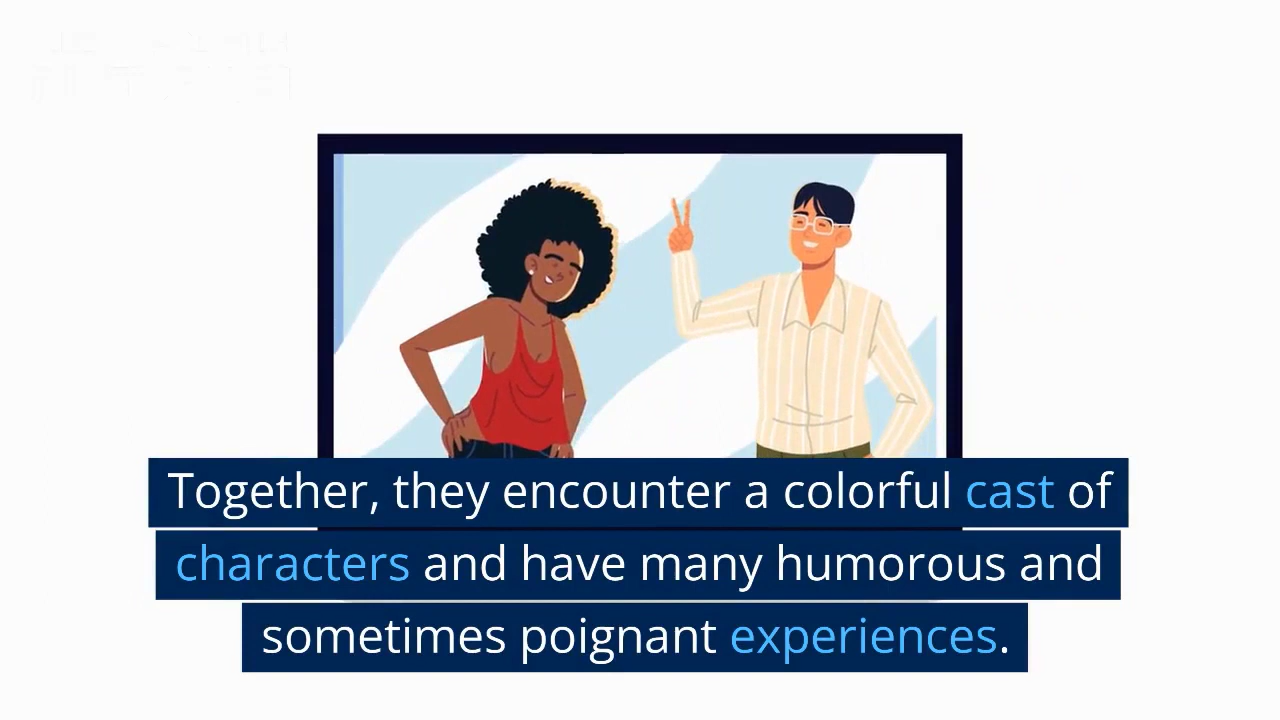 Together, they encounter a colorful cast of
characters and have many humorous and
sometimes poignant experiences.